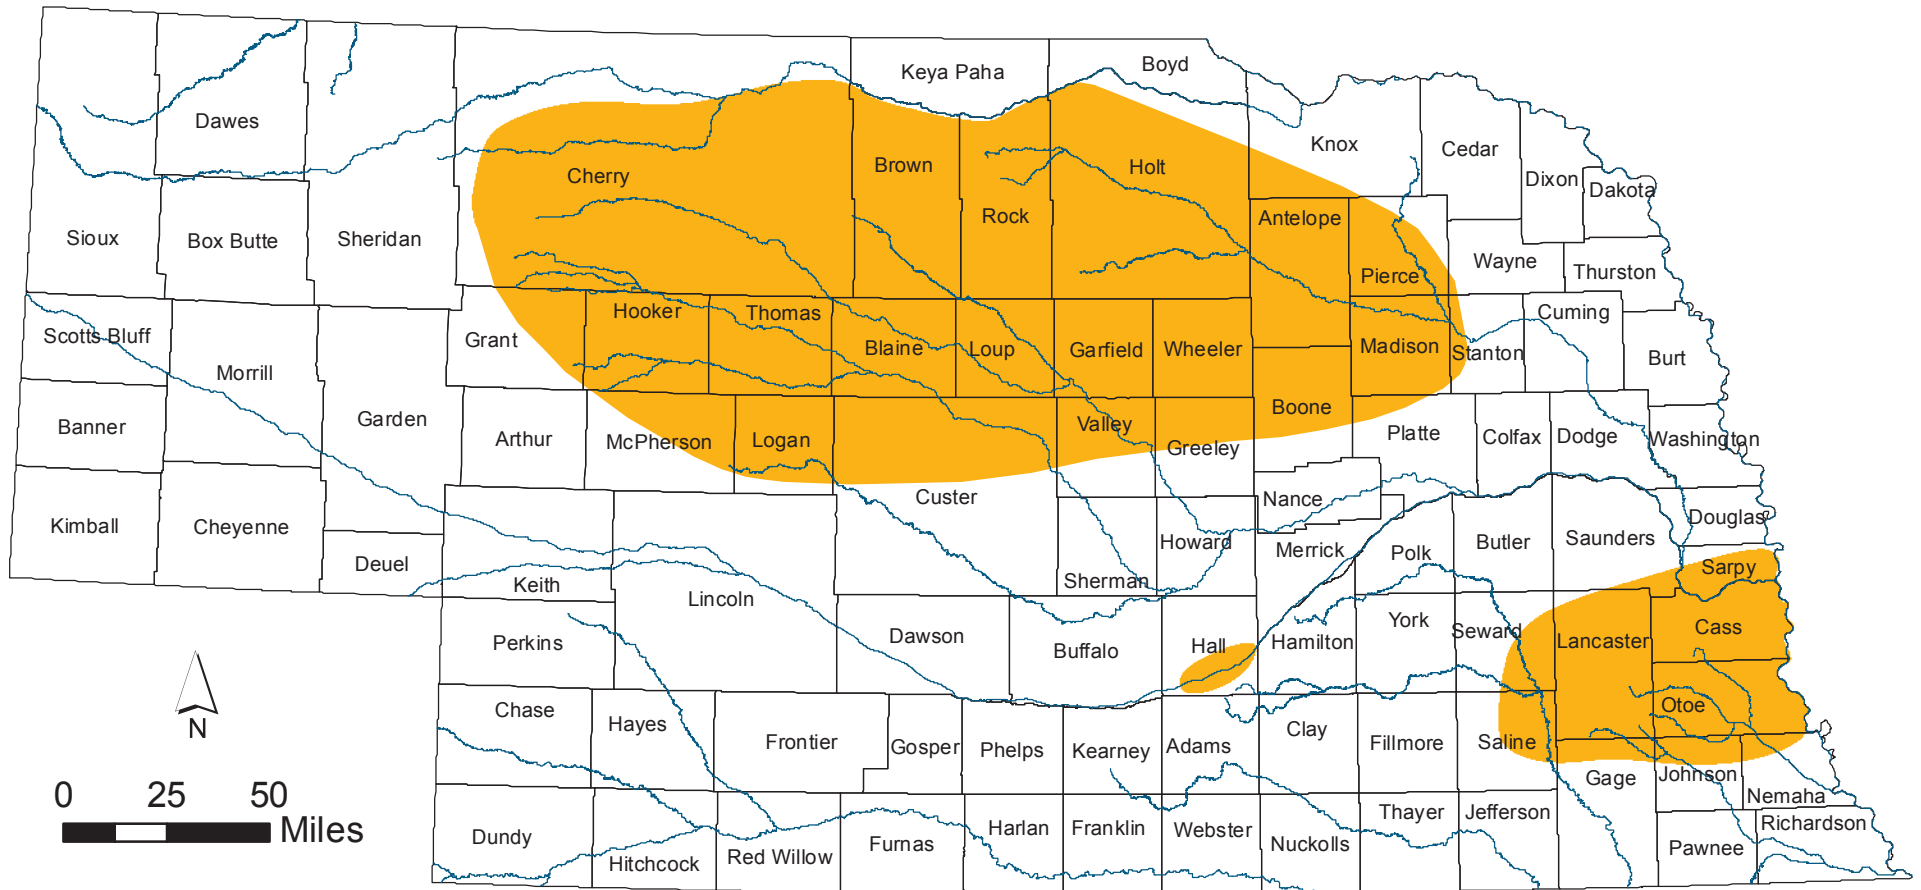 Keya Paha
Boyd
Dawes
Knox
Cedar
Cherry
Brown
Holt
Dixon
Dakota
Rock
Antelope
Sioux
Box Butte
Sheridan
Wayne
Thurston
Pierce
Hooker
Thomas
Cuming
Scotts Bluff
Grant
Blaine
Loup
Garfield
Wheeler
Madison
Stanton
Burt
Morrill
Boone
Garden
Banner
Arthur
McPherson
Logan
Valley
Greeley
Platte
Colfax
Dodge
Washington
Custer
Nance
Kimball
Cheyenne
Douglas
Howard
Merrick
Polk
Butler
Saunders
Deuel
Keith
Sherman
Sarpy
Lincoln
Perkins
Dawson
Buffalo
Hall
Hamilton
York
Seward
Lancaster
Cass
N
Chase
Hayes
Frontier
Gosper
Phelps
Kearney
Adams
Clay
Fillmore
Saline
Otoe
Gage
Johnson
Nemaha
0 25 50
Miles
Dundy
Hitchcock
Red Willow
Furnas
Harlan
Franklin
Webster
Nuckolls
Thayer
Jefferson
Pawnee
Richardson